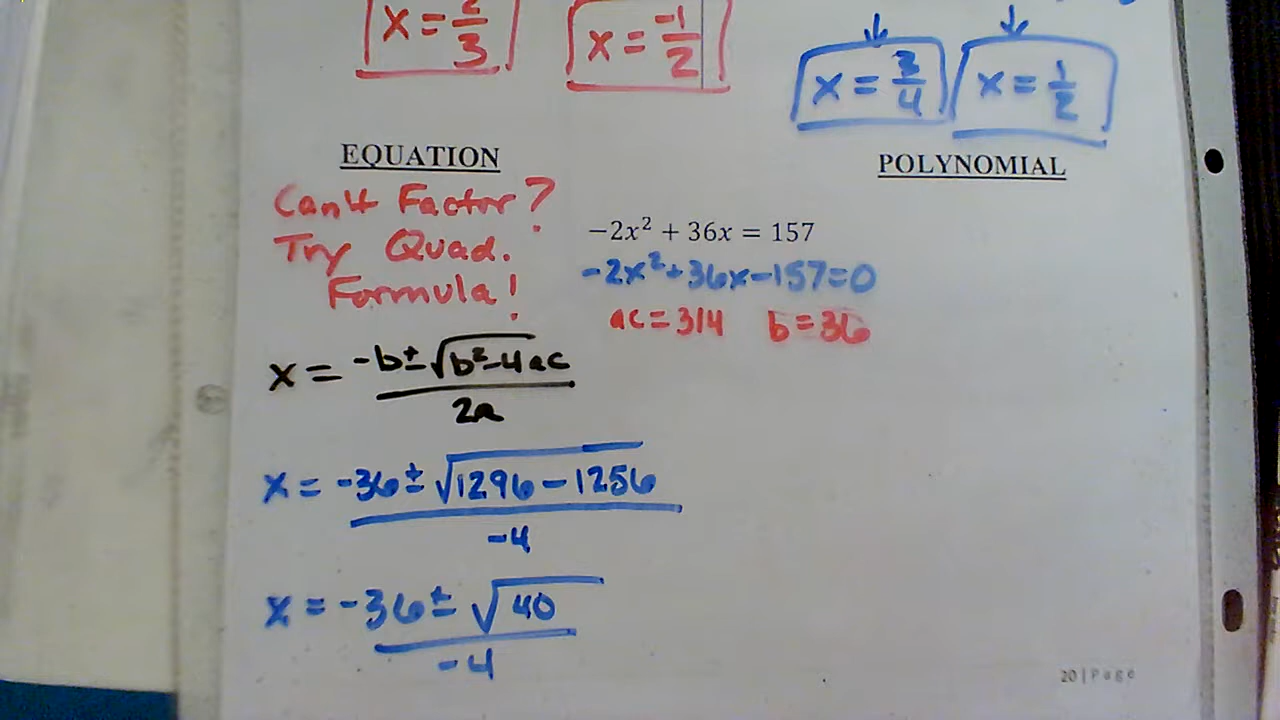 x = 2/3
x = -1/2
x = 3/4
x = 1/2
EQUATION
POLYNOMIAL
Can't Factor?
Try Quad.
Formula!
−2x² + 36x = 157
-2x²+36x-157=0
ac=314 b=36
x = -b±√b²-4ac
2a
x = -36±√1296-1256
-4
x = -36±√40
-4
20 | Page